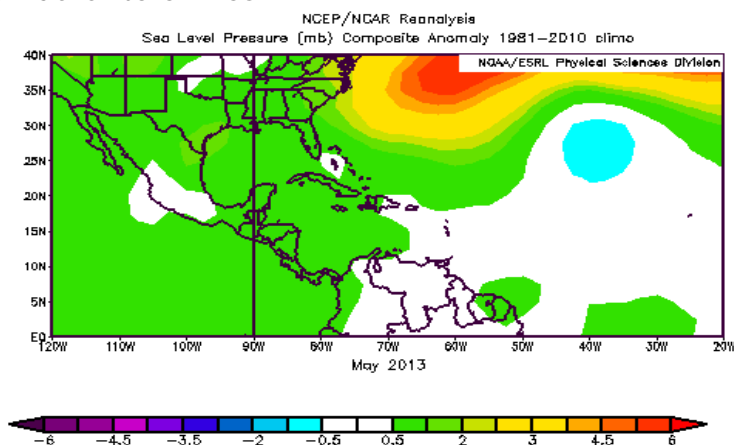 NCEP/NCAR Reanalysis
Sea Level Pressure (mb) Composite Anomaly 1981-2010 climo
NOAA/ESRL Physical Sciences Division
40N
35N
30N
25N
20N
15N
10N
5N
EQ
120W 110W 100W 90W 80W 70W 60W 50W 40W 30W 20W
May 2013
-6 -4.5 -3.5 -2 -0.5 0.5 2 3 4.5 6